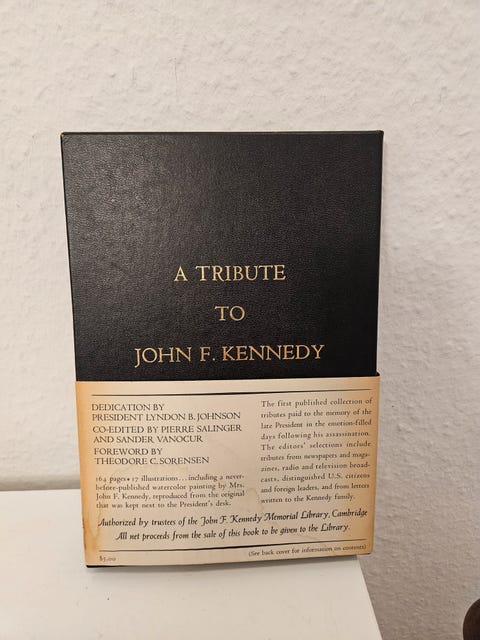 A TRIBUTE
TO
JOHN F. KENNEDY
DEDICATION BY
PRESIDENT LYNDON B. JOHNSON
CO-EDITED BY PIERRE SALINGER
AND SANDER VANOCUR
FOREWORD BY
THEODORE C. SORENSEN
164 pages • 17 illustrations . . . including a never-
before-published watercolor painting by Mrs.
John F. Kennedy, reproduced from the original
that was kept next to the President's desk.
The first published collection of
tributes paid to the memory of the
late President in the emotion-filled
days following his assassination.
The editors' selections include
tributes from newspapers and maga-
zines, radio and television broad-
casts, distinguished U.S. citizens
and foreign leaders, and from letters
written to the Kennedy family.
Authorized by trustees of the John F. Kennedy Memorial Library, Cambridge
All net proceeds from the sale of this book to be given to the Library.
$5.00
(See back cover for information on contents)